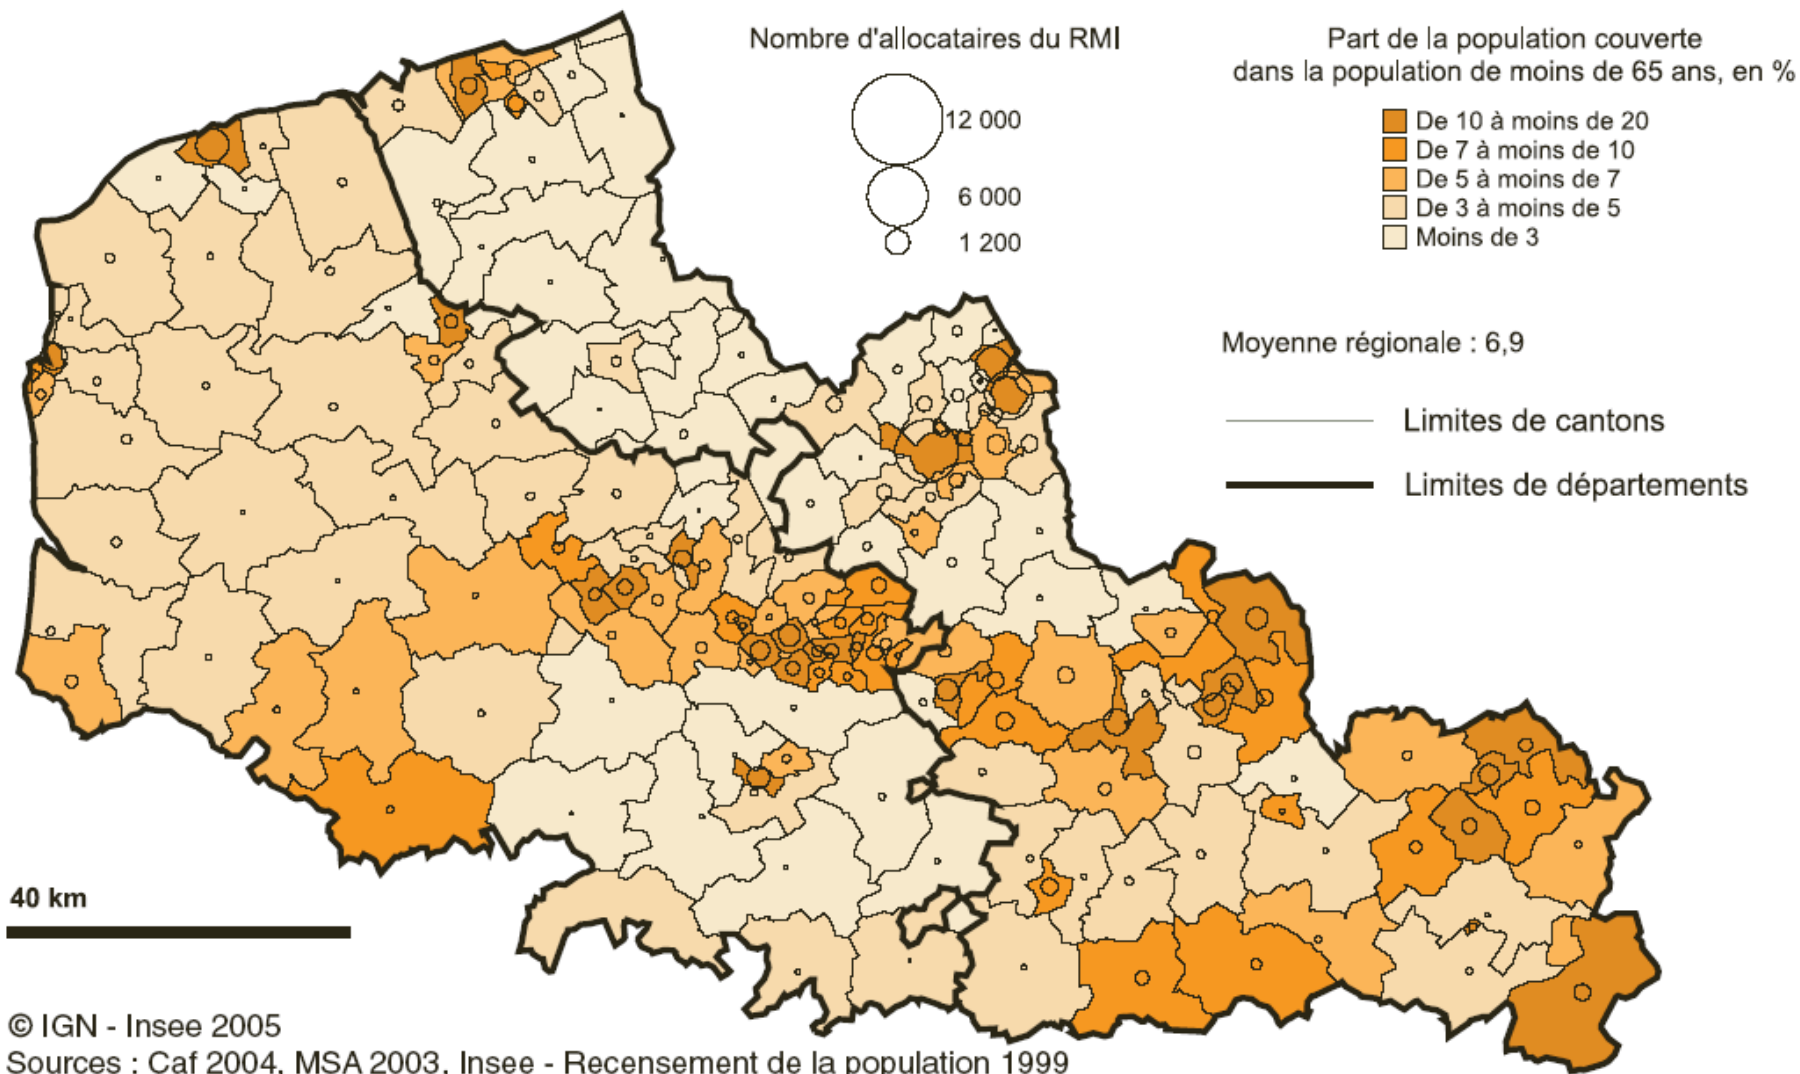 Nombre d'allocataires du RMI
12 000
6 000
1 200
Part de la population couverte
dans la population de moins de 65 ans, en %
De 10 à moins de 20
De 7 à moins de 10
De 5 à moins de 7
De 3 à moins de 5
Moins de 3
Moyenne régionale : 6,9
Limites de cantons
Limites de départements
40 km
© IGN - Insee 2005
Sources : Caf 2004, MSA 2003, Insee - Recensement de la population 1999